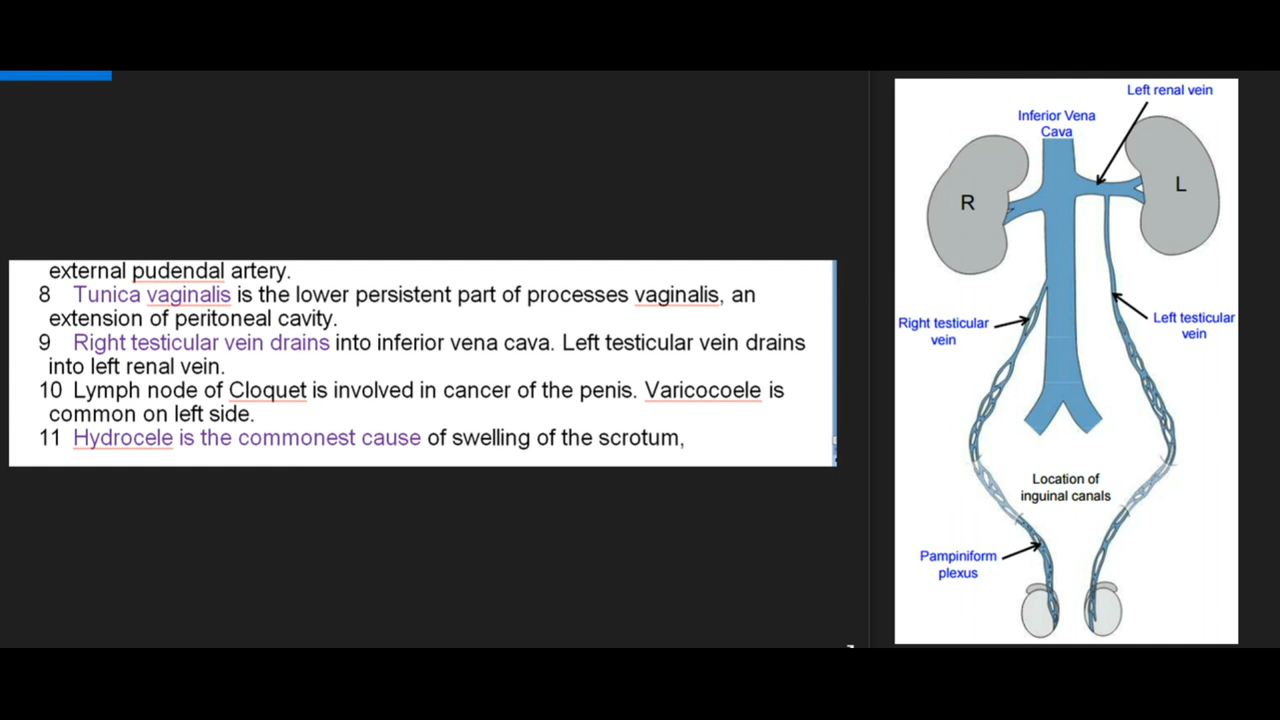 external pudendal artery.
8 Tunica vaginalis is the lower persistent part of processes vaginalis, an
extension of peritoneal cavity.
9 Right testicular vein drains into inferior vena cava. Left testicular vein drains
into left renal vein.
10 Lymph node of Cloquet is involved in cancer of the penis. Varicocoele is
common on left side.
11 Hydrocele is the commonest cause of swelling of the scrotum,
Left renal vein
Inferior Vena
Cava
R
L
Right testicular
vein
Left testicular
vein
Location of
inguinal canals
Pampiniform
plexus